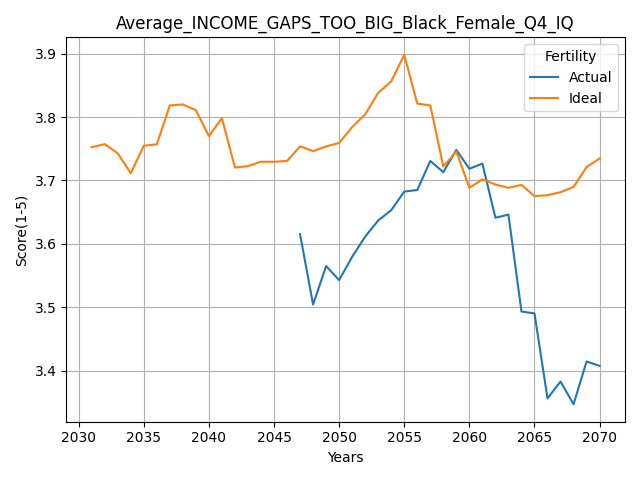 Average_INCOME_GAPS_TOO_BIG_Black_Female_Q4_IQ
Fertility
Actual
Ideal
Score(1-5)
3.9
3.8
3.7
3.6
3.5
3.4
2030 2035 2040 2045 2050 2055 2060 2065 2070
Years